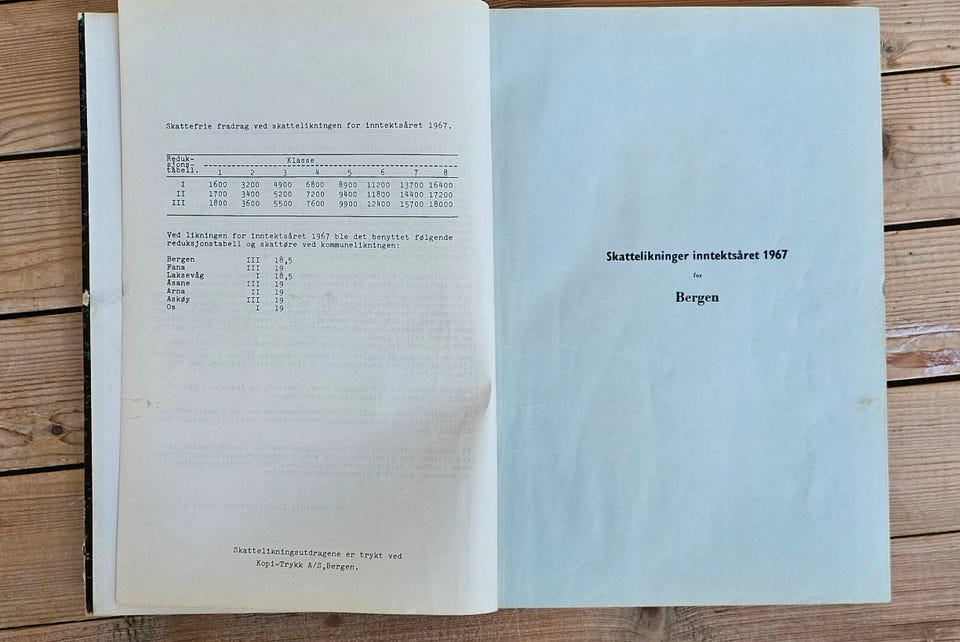 Skattefrie fradrag ved skattelikningen for inntektsåret 1967.
Reduk- Klasse
sjons-
tabell. 1 2 3 4 5 6 7 8
I 1600 3200 4900 6800 8900 11200 13700 16400
II 1700 3400 5200 7200 9400 11800 14400 17200
III 1800 3600 5500 7600 9900 12400 15700 18000
Ved likningen for inntektsåret 1967 ble det benyttet følgende
reduksjonstabell og skattøre ved kommunelikningen:
Bergen III 18,5
Fana III 19
Laksevåg I 18,5
Åsane III 19
Arna II 19
Askøy III 19
Os I 19
Skattelikningsutdragene er trykt ved
Kopi-Trykk A/S,Bergen.
Skattelikninger inntektsåret 1967
for
Bergen